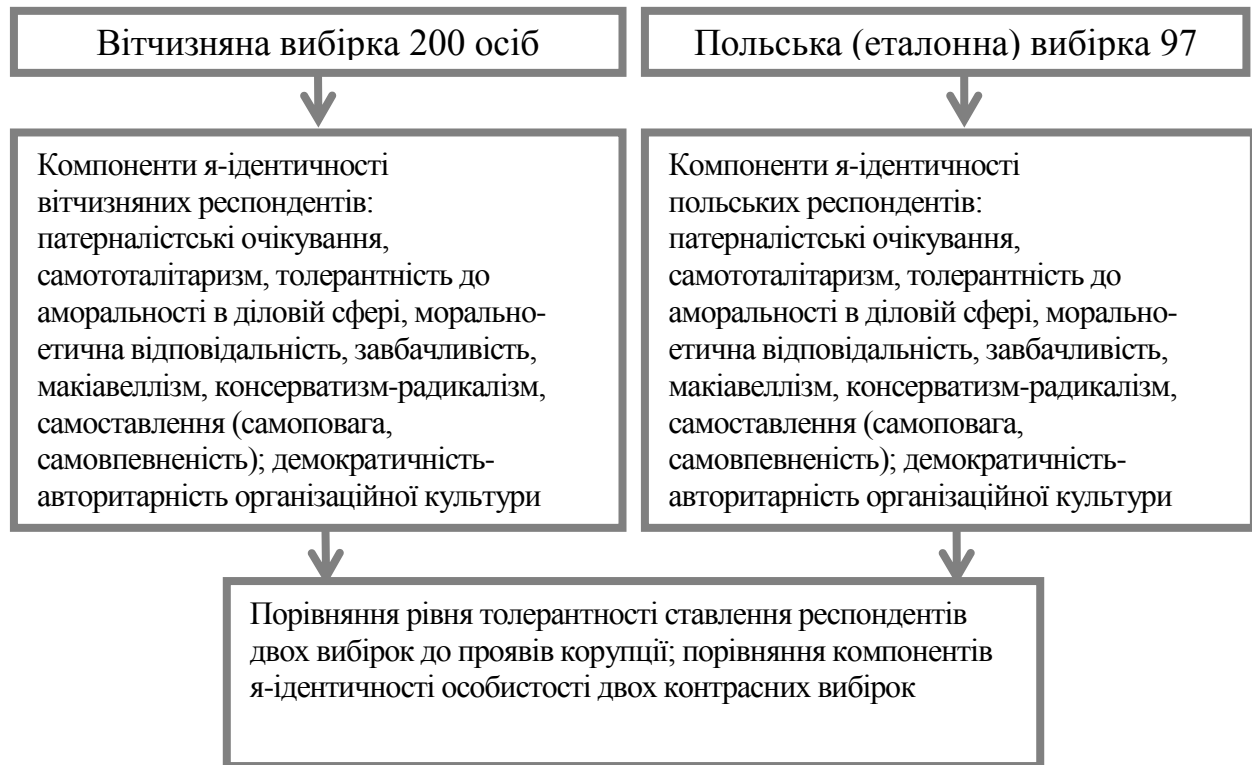 Вітчизняна вибірка 200 осіб
Польська (еталонна) вибірка 97
Компоненти я-ідентичності
вітчизняних респондентів:
патерналістські очікування,
самототалітаризм, толерантність до
аморальності в діловій сфері, морально-
етична відповідальність, завбачливість,
макіавеллізм, консерватизм-радикалізм,
самоставлення (самоповага,
самовпевненість); демократичність-
авторитарність організаційної культури
Компоненти я-ідентичності
польських респондентів:
патерналістські очікування,
самототалітаризм, толерантність до
аморальності в діловій сфері, морально-
етична відповідальність, завбачливість,
макіавеллізм, консерватизм-радикалізм,
самоставлення (самоповага,
самовпевненість); демократичність-
авторитарність організаційної культури
Порівняння рівня толерантності ставлення респондентів
двох вибірок до проявів корупції; порівняння компонентів
я-ідентичності особистості двох контрасних вибірок